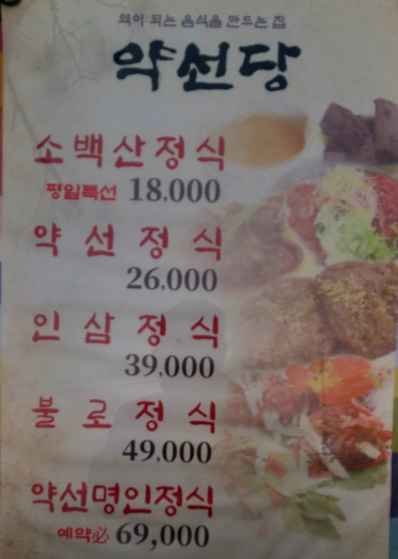 약이 되는 음식을 만드는 집
약선당
소백산정식
평일특선 18,000
약선정식
26,000
인삼정식
39,000
불로정식
49,000
약선명인정식
예약必 69,000